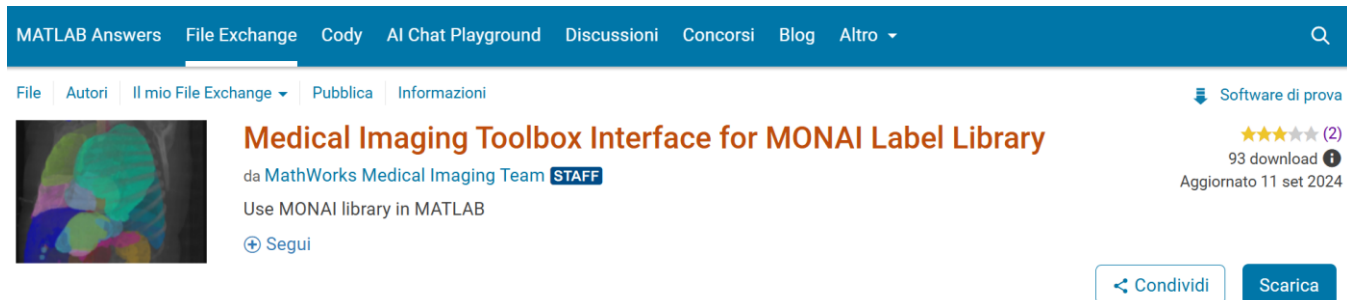 MATLAB Answers File Exchange Cody AI Chat Playground Discussioni Concorsi Blog Altro
File Autori Il mio File Exchange Pubblica Informazioni Software di prova
Medical Imaging Toolbox Interface for MONAI Label Library
(2)
da MathWorks Medical Imaging Team STAFF
93 download
Aggiornato 11 set 2024
Use MONAI library in MATLAB
Segui
Condividi Scarica